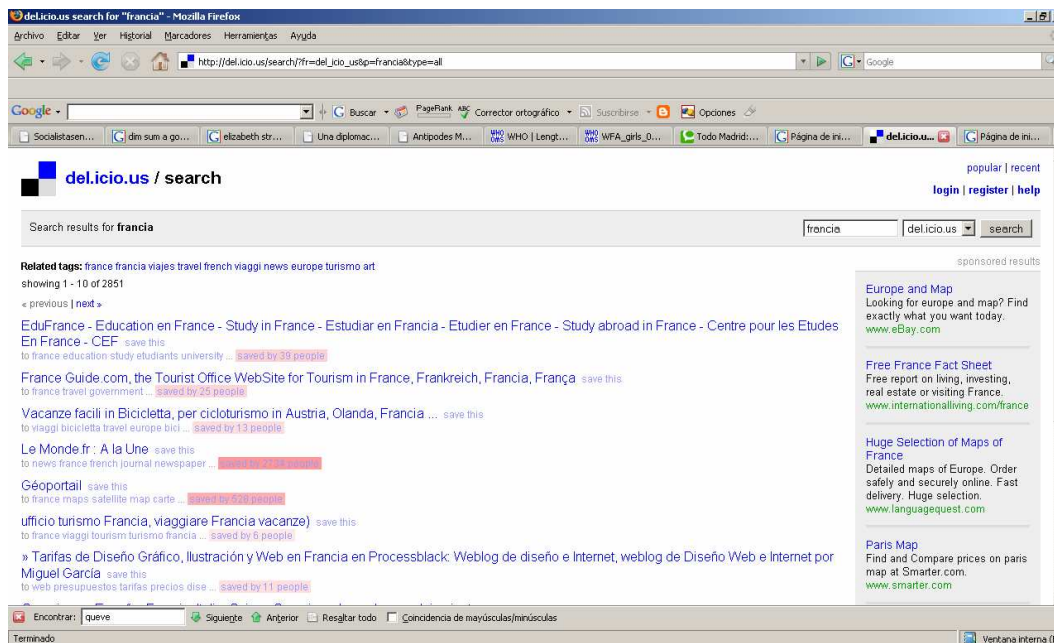 del.icio.us search for "francia" - Mozilla Firefox
Archivo Editar Ver Historial Marcadores Herramientas Ayuda
http://del.icio.us/search/?fr=del_icio_us&p=francia&type=all
Google
Google Buscar PageRank ABC Corrector ortográfico Suscribirse Opciones
Socialistasen... dim sum a go... elizabeth str... Una diplomac... Antipodes M... WHO | Lengt... WFA_girls_0... Todo Madrid:... Página de ini... del.icio.u... Página de ini...
del.icio.us / search
popular | recent
login | register | help
Search results for francia
francia del.icio.us search
sponsored results
Related tags: france francia viajes travel french viaggi news europe turismo art
showing 1 - 10 of 2851
« previous | next »
EduFrance - Education en France - Study in France - Estudiar en Francia - Etudier en France - Study abroad in France - Centre pour les Etudes
En France - CEF save this
to france education study etudiants university ... saved by 39 people
France Guide.com, the Tourist Office WebSite for Tourism in France, Frankreich, Francia, França save this
to france travel government ... saved by 25 people
Vacanze facili in Bicicletta, per cicloturismo in Austria, Olanda, Francia ... save this
to viaggi bicicletta travel europe bici ... saved by 13 people
Le Monde.fr : A la Une save this
to news france french journal newspaper ... saved by 2724 people
Géoportail save this
to france maps satellite map carte ... saved by 528 people
ufficio turismo Francia, viaggiare Francia vacanze) save this
to france viaggi tourism turismo francia ... saved by 6 people
» Tarifas de Diseño Gráfico, Ilustración y Web en Francia en Processblack: Weblog de diseño e Internet, weblog de Diseño Web e Internet por
Miguel García save this
to web presupuestos tarifas precios dise ... saved by 11 people
Europe and Map
Looking for europe and map? Find
exactly what you want today.
www.eBay.com
Free France Fact Sheet
Free report on living, investing,
real estate or visiting France.
www.internationalliving.com/france
Huge Selection of Maps of
France
Detailed maps of Europe. Order
safely and securely online. Fast
delivery. Huge selection.
www.languagequest.com
Paris Map
Find and Compare prices on paris
map at Smarter.com.
www.smarter.com
Encontrar: queve Siguiente Anterior Resaltar todo Coincidencia de mayúsculas/minúsculas
Terminado
Ventana interna (